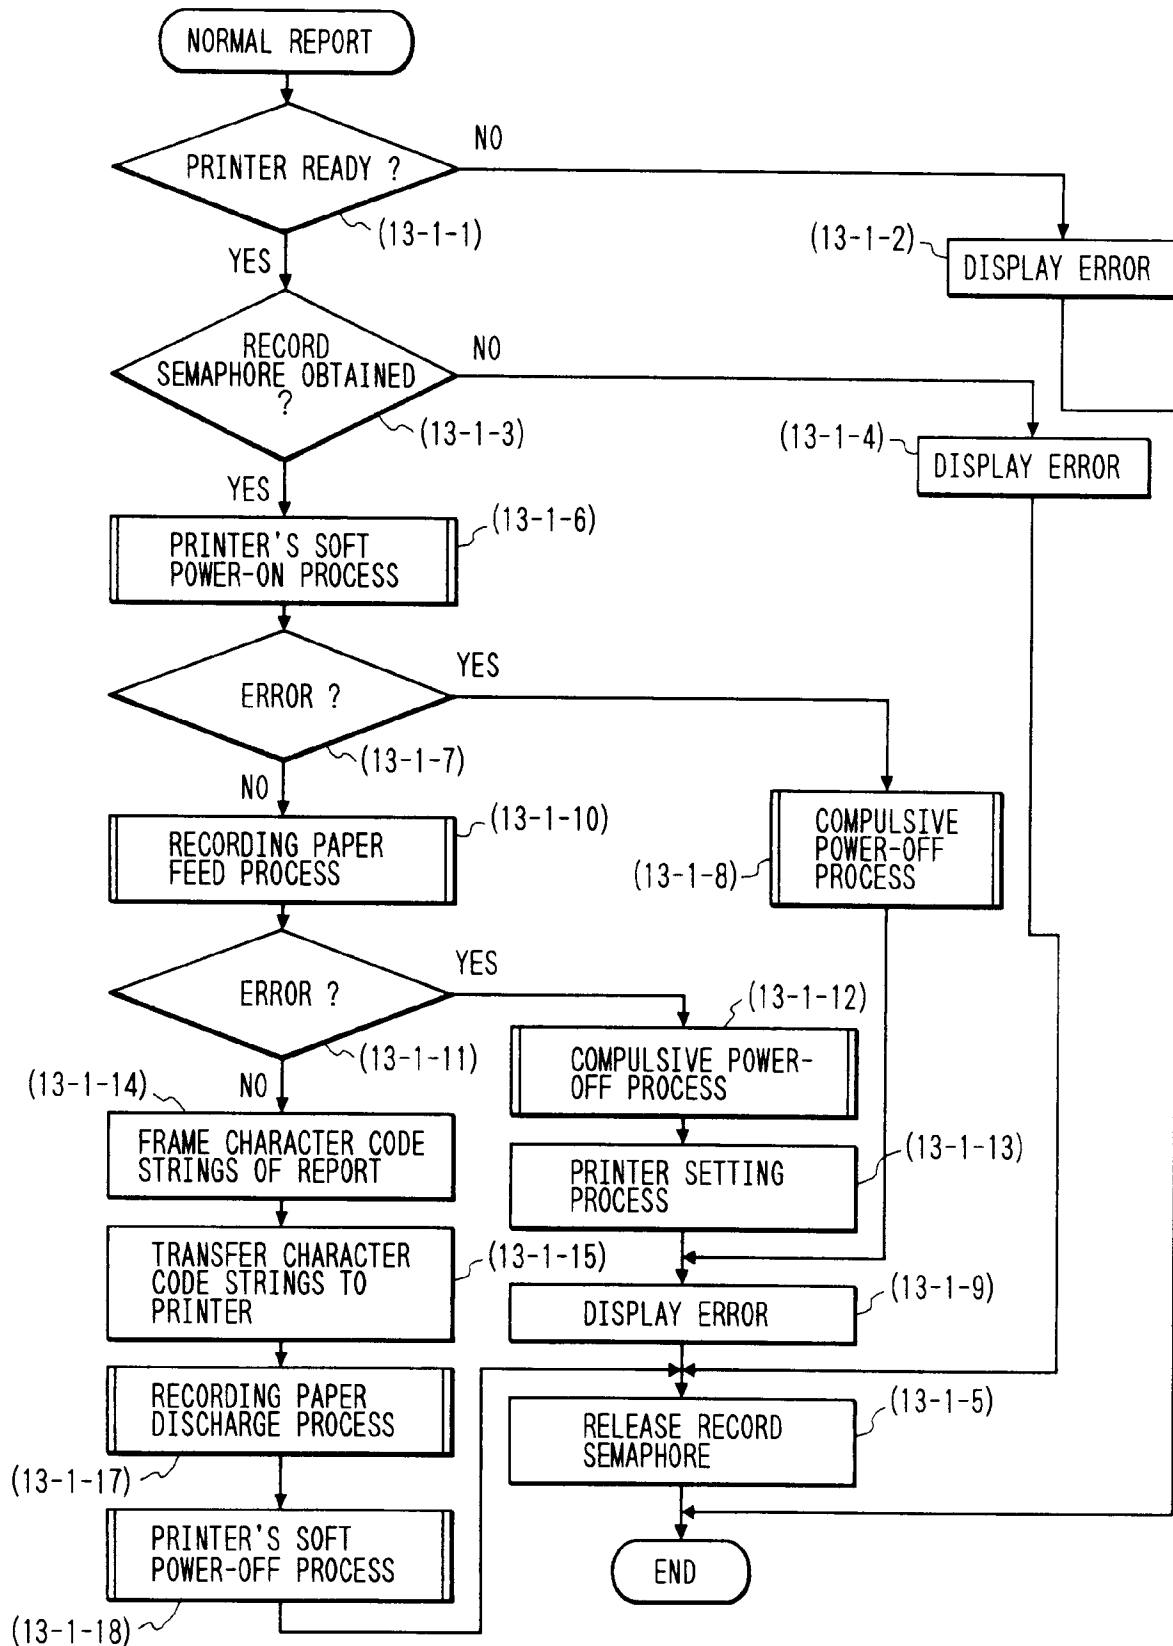 NORMAL REPORT
NO
PRINTER READY ?
(13-1-1)
(13-1-2)
DISPLAY ERROR
YES
RECORD
SEMAPHORE OBTAINED
?
NO
(13-1-3)
(13-1-4)
DISPLAY ERROR
YES
(13-1-6)
PRINTER'S SOFT
POWER-ON PROCESS
YES
ERROR ?
(13-1-7)
NO
(13-1-10)
RECORDING PAPER
FEED PROCESS
COMPULSIVE
POWER-OFF
PROCESS
(13-1-8)
YES
ERROR ?
(13-1-12)
(13-1-11)
COMPULSIVE POWER-
OFF PROCESS
NO
(13-1-14)
FRAME CHARACTER CODE
STRINGS OF REPORT
(13-1-13)
PRINTER SETTING
PROCESS
TRANSFER CHARACTER
CODE STRINGS TO
PRINTER
(13-1-15)
(13-1-9)
DISPLAY ERROR
RECORDING PAPER
DISCHARGE PROCESS
(13-1-17)
(13-1-5)
RELEASE RECORD
SEMAPHORE
PRINTER'S SOFT
POWER-OFF PROCESS
(13-1-18)
END